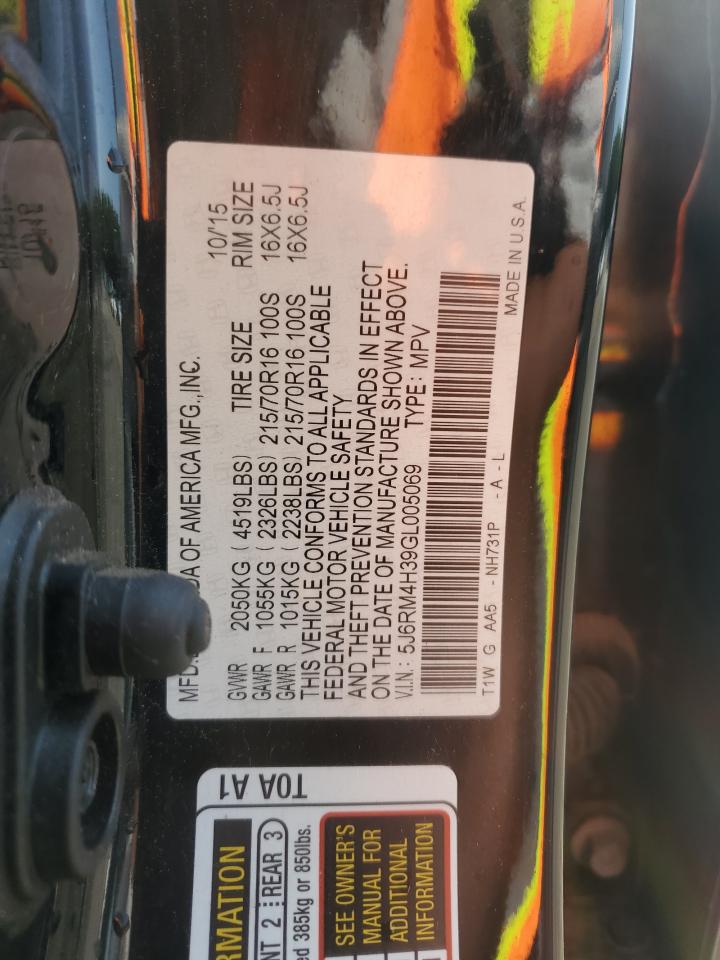 MFD. DA OF AMERICA MFG.,INC. 10/15
GVWR 2050KG ( 4519LBS) TIRE SIZE RIM SIZE
GAWR F 1055KG ( 2326LBS) 215/70R16 100S 16X6.5J
GAWR R 1015KG ( 2238LBS) 215/70R16 100S 16X6.5J
THIS VEHICLE CONFORMS TO ALL APPLICABLE
FEDERAL MOTOR VEHICLE SAFETY
AND THEFT PREVENTION STANDARDS IN EFFECT
ON THE DATE OF MANUFACTURE SHOWN ABOVE.
V.I.N.: 5J6RM4H39GL005069 TYPE: MPV
T1W G AA5 - NH731P - A - L MADE IN U.S.A.
T0A A1
RMATION
NT 2 REAR 3
ed 385kg or 850lbs.
SEE OWNER'S
MANUAL FOR
ADDITIONAL
INFORMATION